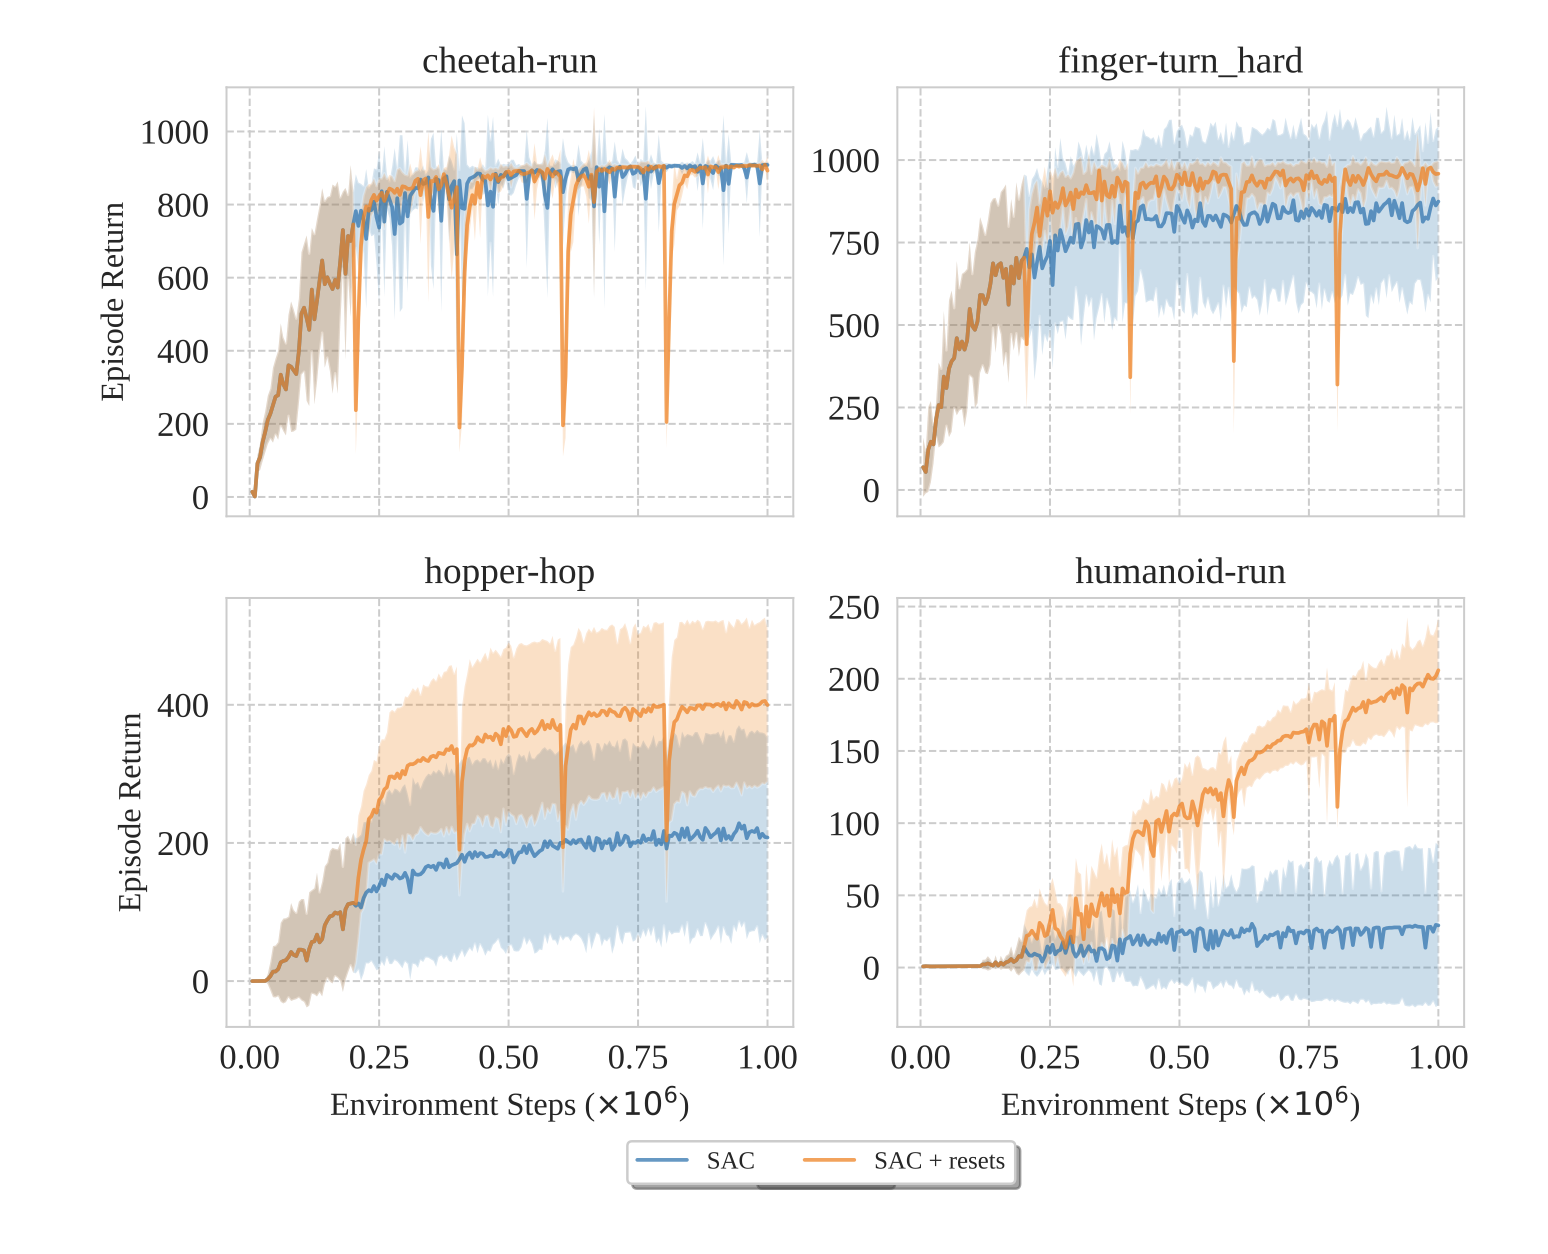 cheetah-run
finger-turn_hard
Episode Return
1000
800
600
400
200
0
1000
750
500
250
0
hopper-hop
humanoid-run
Episode Return
400
200
0
250
200
150
100
50
0
0.00 0.25 0.50 0.75 1.00
0.00 0.25 0.50 0.75 1.00
Environment Steps (×10⁶)
Environment Steps (×10⁶)
SAC
SAC + resets